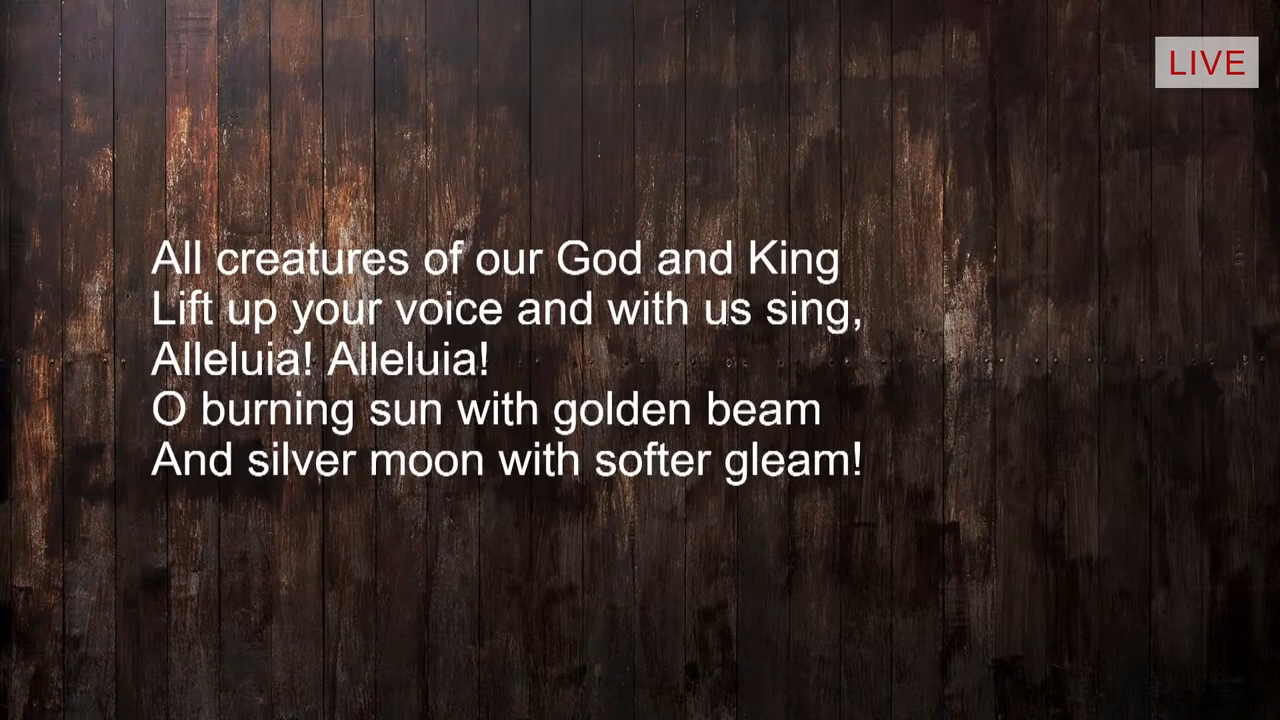 LIVE
All creatures of our God and King
Lift up your voice and with us sing,
Alleluia! Alleluia!
O burning sun with golden beam
And silver moon with softer gleam!